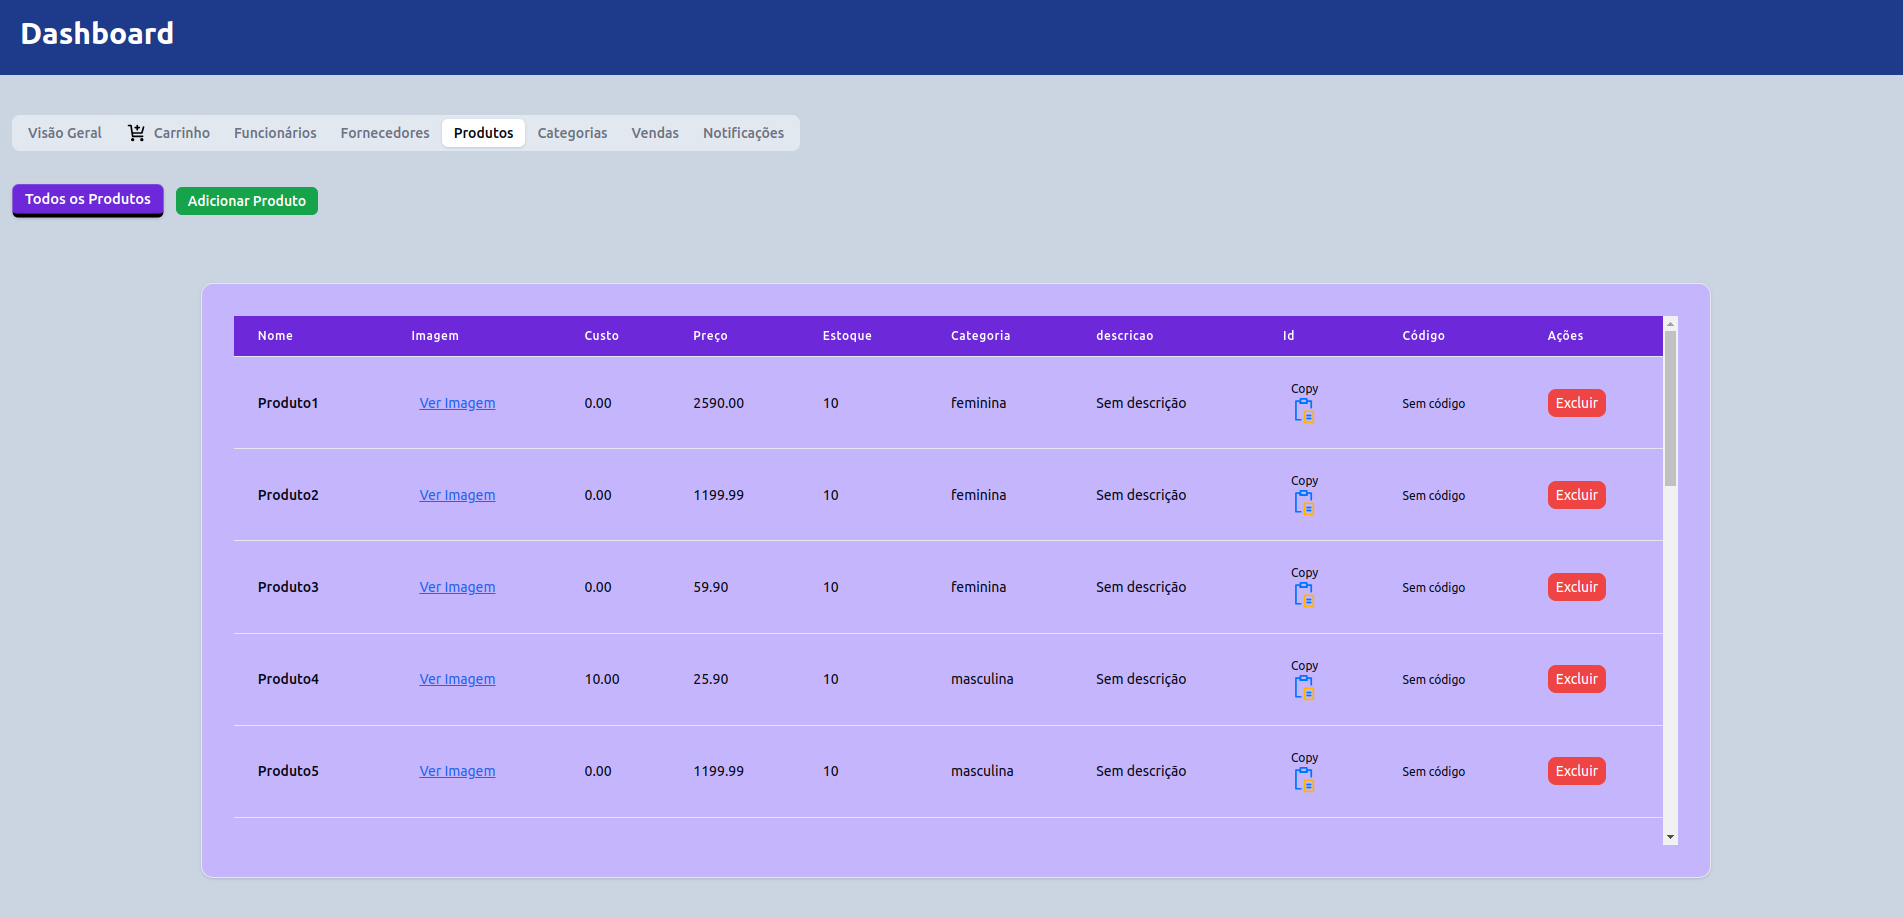 Dashboard
Visão Geral Carrinho Funcionários Fornecedores Produtos Categorias Vendas Notificações
Todos os Produtos Adicionar Produto
Nome Imagem Custo Preço Estoque Categoria descricao Id Código Ações
Copy
Produto1 Ver Imagem 0.00 2590.00 10 feminina Sem descrição Sem código Excluir
Copy
Produto2 Ver Imagem 0.00 1199.99 10 feminina Sem descrição Sem código Excluir
Copy
Produto3 Ver Imagem 0.00 59.90 10 feminina Sem descrição Sem código Excluir
Copy
Produto4 Ver Imagem 10.00 25.90 10 masculina Sem descrição Sem código Excluir
Copy
Produto5 Ver Imagem 0.00 1199.99 10 masculina Sem descrição Sem código Excluir